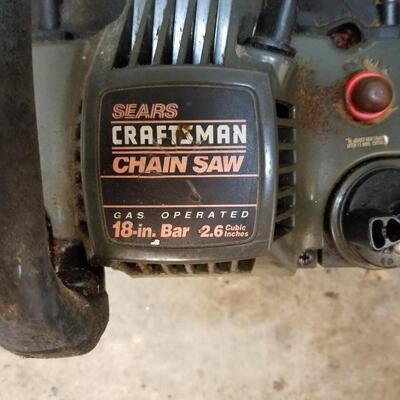 SEARS
CRAFTSMAN
CHAIN SAW
GAS OPERATED
18-in. Bar 2.6 Cubic Inches